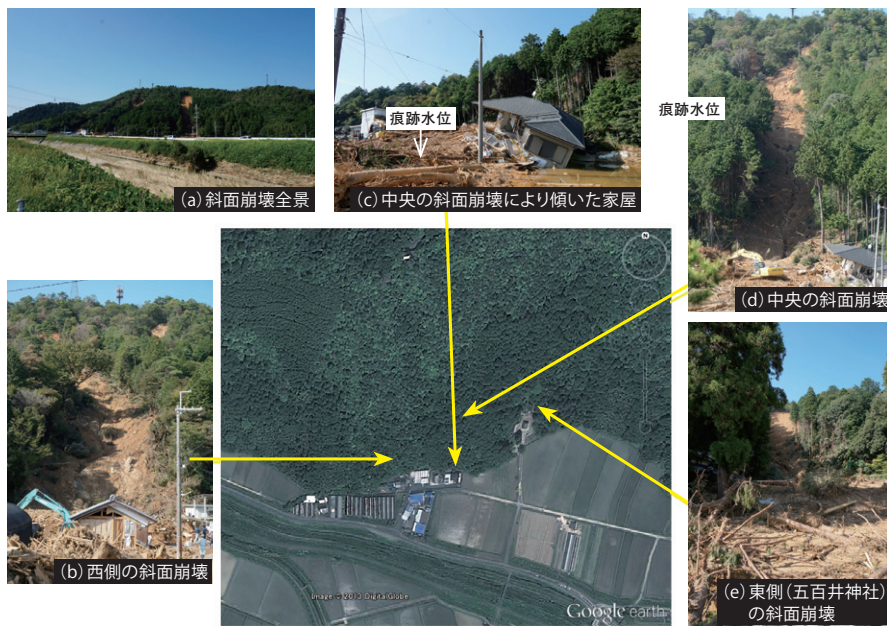 (a)斜面崩壊全景
痕跡水位
(c)中央の斜面崩壊により傾いた家屋
痕跡水位
(d)中央の斜面崩壊
(b)西側の斜面崩壊
N
Image © 2013 DigitalGlobe
Google earth
(e)東側(五百井神社)
の斜面崩壊